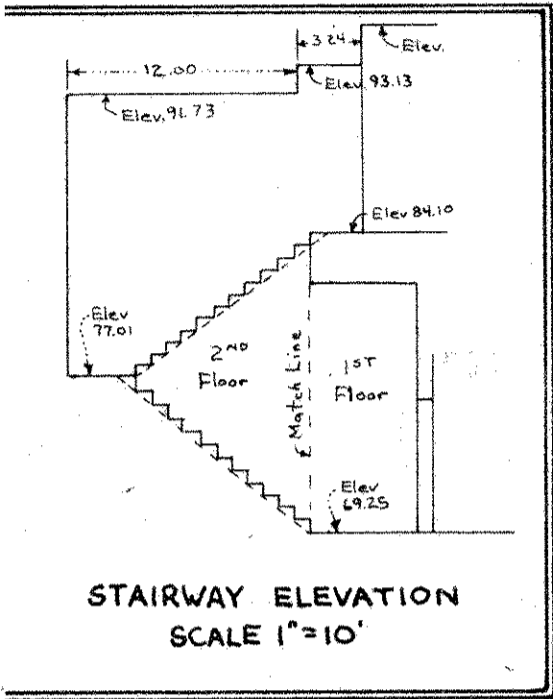 3.24
Elev.
12.00
Elev. 93.13
Elev. 91.73
Elev 84.10
Elev
77.01
2ND
Floor
Match Line
1ST
Floor
Elev
69.25
STAIRWAY ELEVATION
SCALE 1"=10'